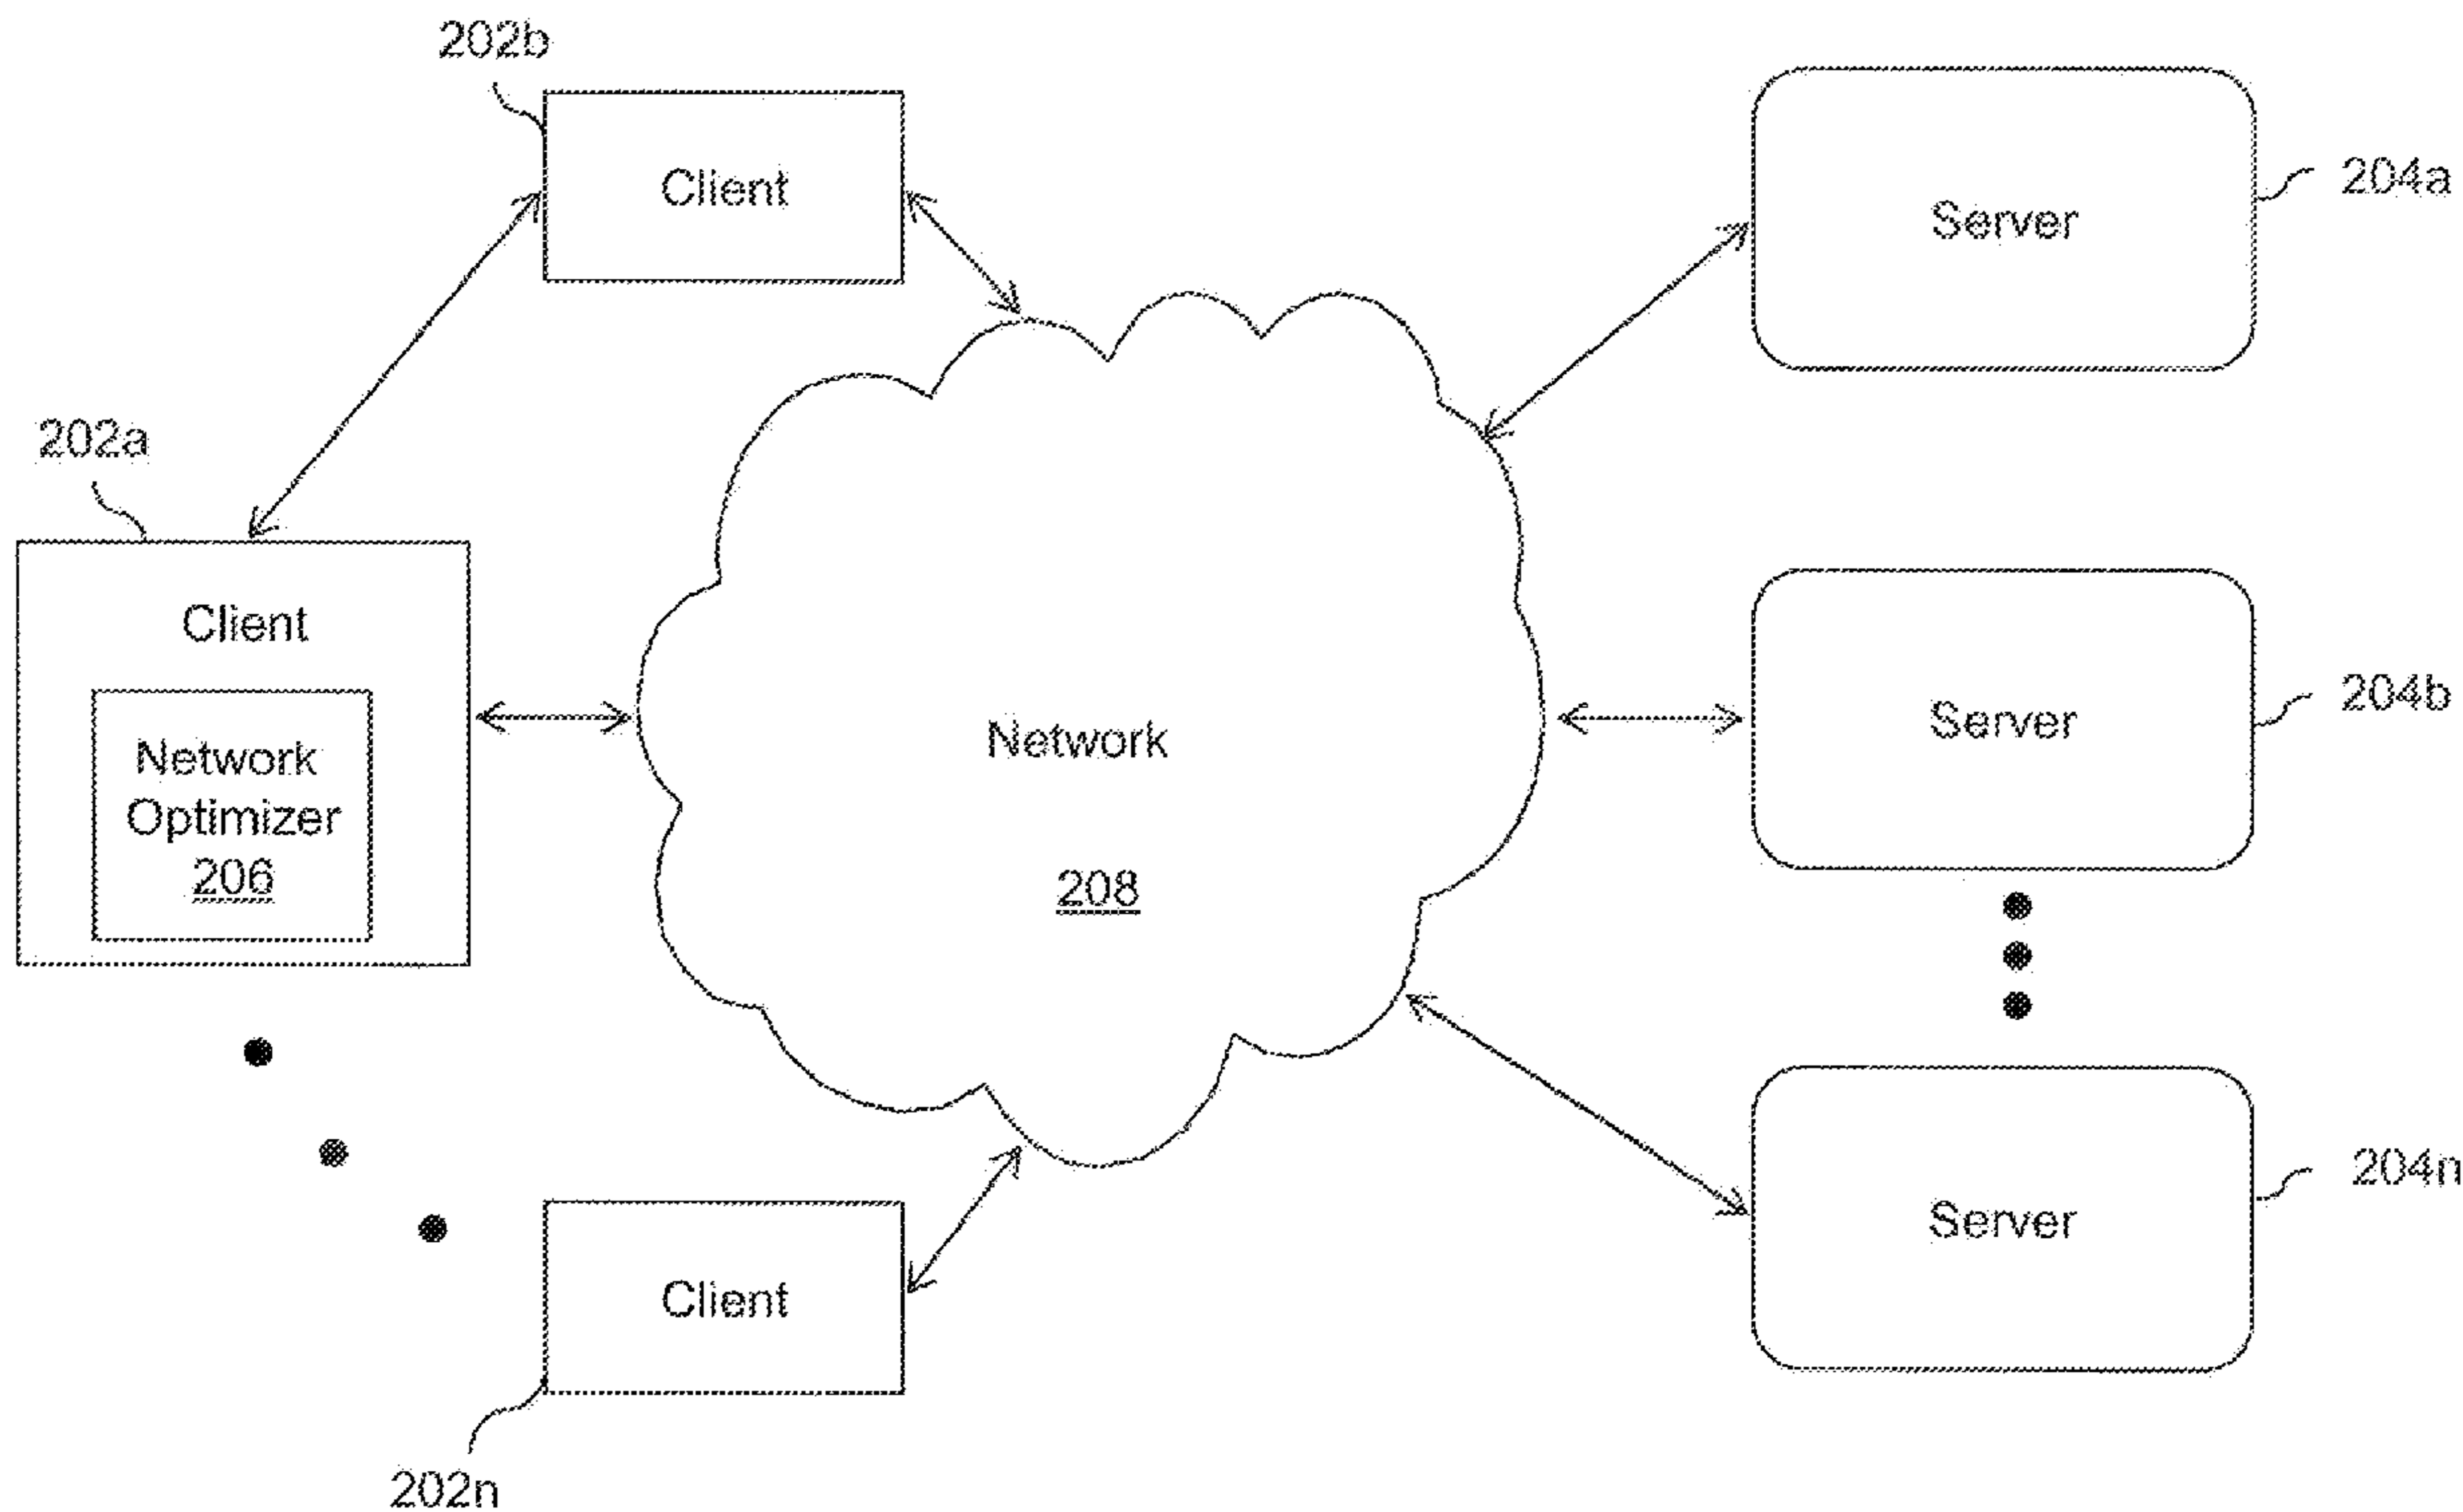 202b
Client
Server
204a
202a
Client
Network
Optimizer
206
Network
208
Server
204b
Client
202n
Server
204n